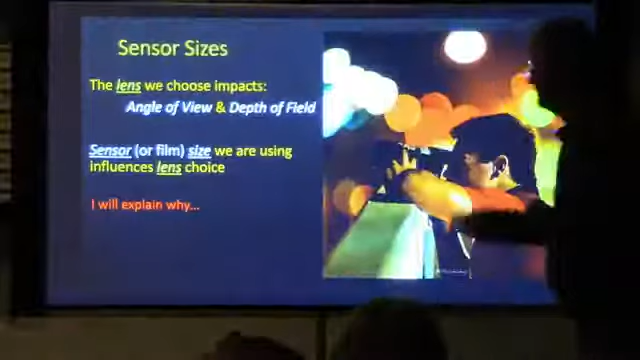 Sensor Sizes
The lens we choose impacts:
Angle of View & Depth of Field
Sensor (or film) size we are using
influences lens choice
I will explain why...